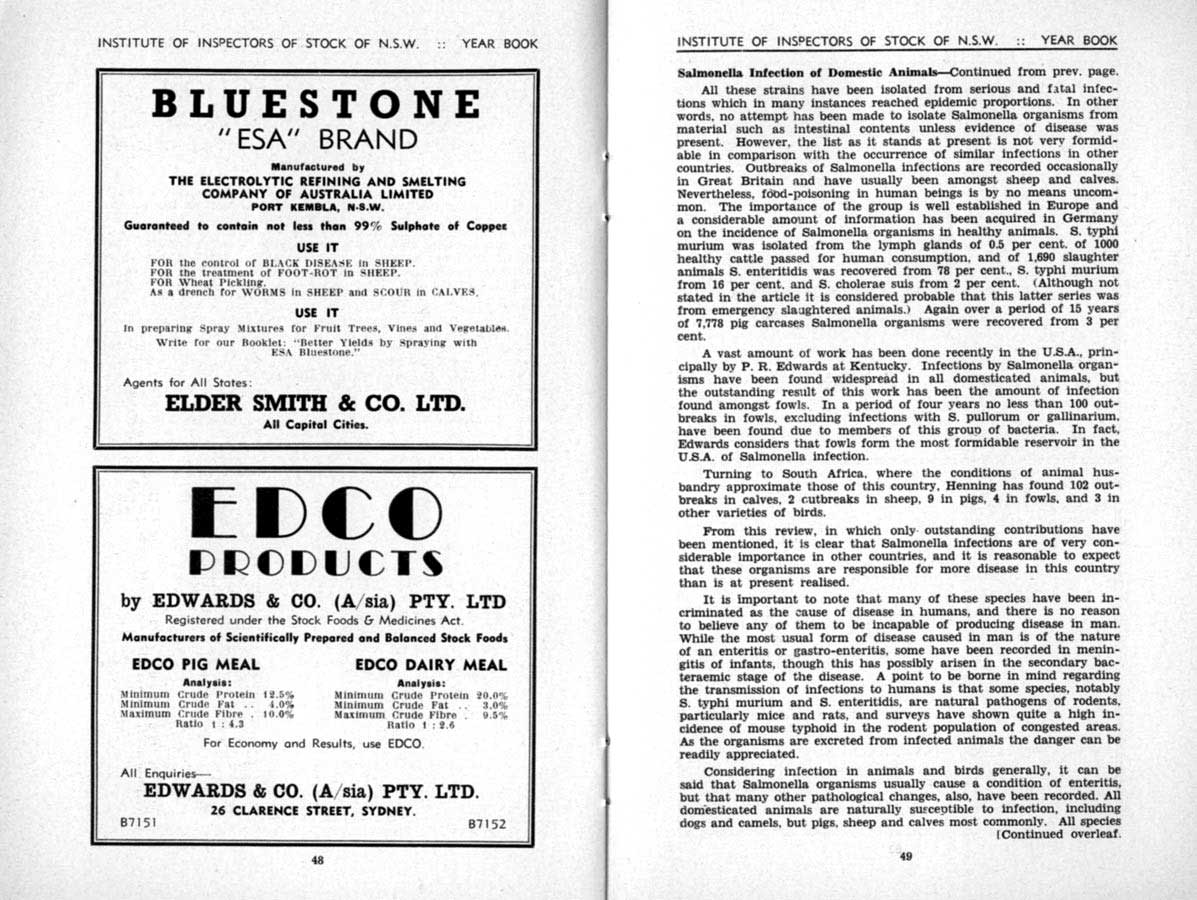 INSTITUTE OF INSPECTORS OF STOCK OF N.S.W. :: YEAR BOOK
BLUESTONE
"ESA" BRAND
Manufactured by
THE ELECTROLYTIC REFINING AND SMELTING
COMPANY OF AUSTRALIA LIMITED
PORT KEMBLA, N.S.W.
Guaranteed to contain not less than 99% Sulphate of Copper
USE IT
FOR the control of BLACK DISEASE in SHEEP.
FOR the treatment of FOOT-ROT in SHEEP.
FOR Wheat Pickling.
As a drench for WORMS in SHEEP and SCOUR in CALVES.
USE IT
In preparing Spray Mixtures for Fruit Trees, Vines and Vegetables.
Write for our Booklet: "Better Yields by Spraying with
ESA Bluestone."
Agents for All States:
ELDER SMITH & CO. LTD.
All Capital Cities.
EDCO
PRODUCTS
by EDWARDS & CO. (A/sia) PTY. LTD
Registered under the Stock Foods & Medicines Act.
Manufacturers of Scientifically Prepared and Balanced Stock Foods
EDCO PIG MEAL EDCO DAIRY MEAL
Analysis: Analysis:
Minimum Crude Protein 12.5% Minimum Crude Protein 20.0%
Minimum Crude Fat .. 4.0% Minimum Crude Fat .. 3.0%
Maximum Crude Fibre . 10.0% Maximum Crude Fibre . 9.5%
Ratio 1 : 4.3 Ratio 1 : 2.6
For Economy and Results, use EDCO.
All Enquiries—
EDWARDS & CO. (A/sia) PTY. LTD.
26 CLARENCE STREET, SYDNEY.
B7151 B7152
48
INSTITUTE OF INSPECTORS OF STOCK OF N.S.W. :: YEAR BOOK
Salmonella Infection of Domestic Animals—Continued from prev. page.
All these strains have been isolated from serious and fatal infec-
tions which in many instances reached epidemic proportions. In other
words, no attempt has been made to isolate Salmonella organisms from
material such as intestinal contents unless evidence of disease was
present. However, the list as it stands at present is not very formid-
able in comparison with the occurrence of similar infections in other
countries. Outbreaks of Salmonella infections are recorded occasionally
in Great Britain and have usually been amongst sheep and calves.
Nevertheless, food-poisoning in human beings is by no means uncom-
mon. The importance of the group is well established in Europe and
a considerable amount of information has been acquired in Germany
on the incidence of Salmonella organisms in healthy animals. S. typhi
murium was isolated from the lymph glands of 0.5 per cent. of 1000
healthy cattle passed for human consumption, and of 1,690 slaughter
animals S. enteritidis was recovered from 78 per cent., S. typhi murium
from 16 per cent. and S. cholerae suis from 2 per cent. (Although not
stated in the article it is considered probable that this latter series was
from emergency slaughtered animals.) Again over a period of 15 years
of 7,778 pig carcases Salmonella organisms were recovered from 3 per
cent.
A vast amount of work has been done recently in the U.S.A., prin-
cipally by P. R. Edwards at Kentucky. Infections by Salmonella organ-
isms have been found widespread in all domesticated animals, but
the outstanding result of this work has been the amount of infection
found amongst fowls. In a period of four years no less than 100 out-
breaks in fowls, excluding infections with S. pullorum or gallinarium,
have been found due to members of this group of bacteria. In fact,
Edwards considers that fowls form the most formidable reservoir in the
U.S.A. of Salmonella infection.
Turning to South Africa, where the conditions of animal hus-
bandry approximate those of this country, Henning has found 102 out-
breaks in calves, 2 outbreaks in sheep, 9 in pigs, 4 in fowls, and 3 in
other varieties of birds.
From this review, in which only outstanding contributions have
been mentioned, it is clear that Salmonella infections are of very con-
siderable importance in other countries, and it is reasonable to expect
that these organisms are responsible for more disease in this country
than is at present realised.
It is important to note that many of these species have been in-
criminated as the cause of disease in humans, and there is no reason
to believe any of them to be incapable of producing disease in man.
While the most usual form of disease caused in man is of the nature
of an enteritis or gastro-enteritis, some have been recorded in menin-
gitis of infants, though this has possibly arisen in the secondary bac-
teraemic stage of the disease. A point to be borne in mind regarding
the transmission of infections to humans is that some species, notably
S. typhi murium and S. enteritidis, are natural pathogens of rodents,
particularly mice and rats, and surveys have shown quite a high in-
cidence of mouse typhoid in the rodent population of congested areas.
As the organisms are excreted from infected animals the danger can be
readily appreciated.
Considering infection in animals and birds generally, it can be
said that Salmonella organisms usually cause a condition of enteritis,
but that many other pathological changes, also, have been recorded. All
domesticated animals are naturally susceptible to infection, including
dogs and camels, but pigs, sheep and calves most commonly. All species
[Continued overleaf.
49